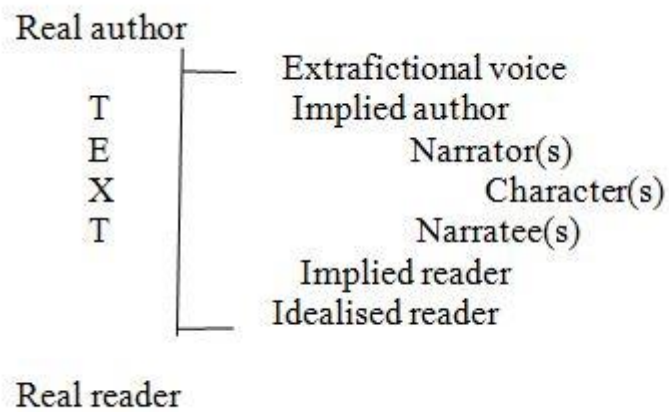 Real author
Extrafictional voice
T Implied author
E Narrator(s)
X Character(s)
T Narratee(s)
Implied reader
Idealised reader
Real reader